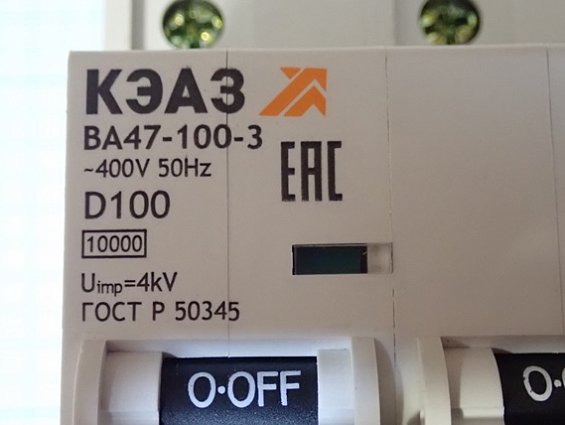 КЭАЗ
ВА47-100-3
~400V 50Hz
EAC
D100
10000
Uimp=4kV
ГОСТ Р 50345
O·OFF
O·